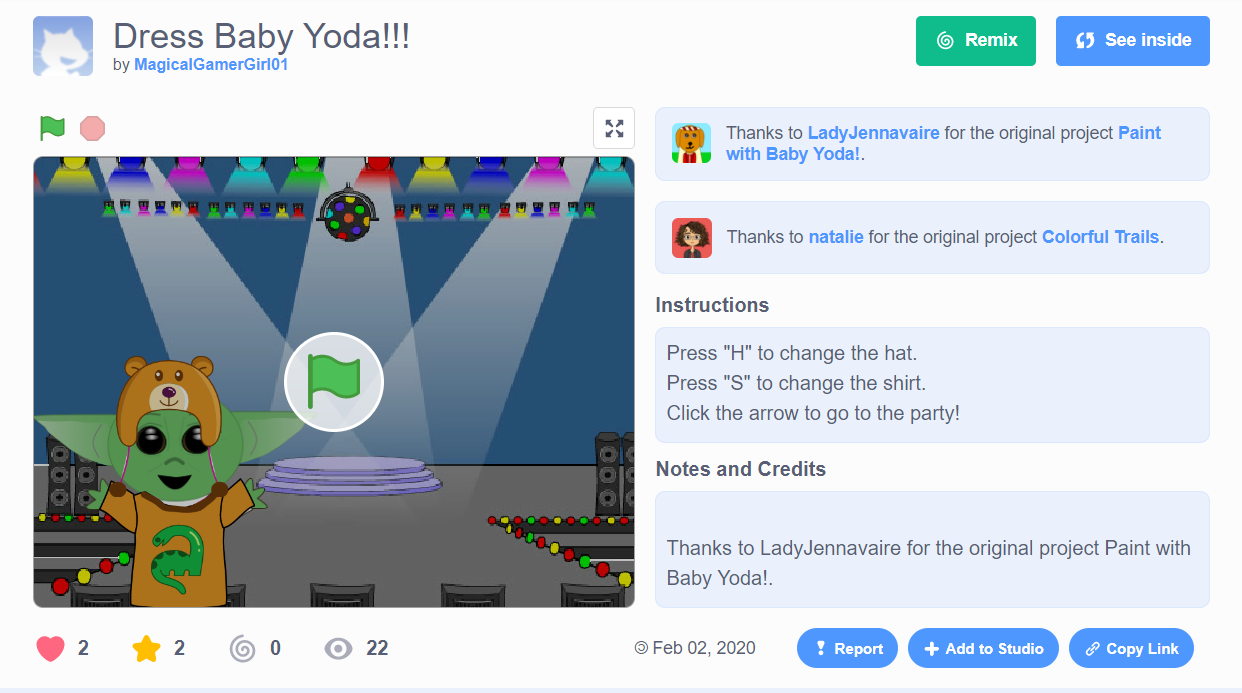 Dress Baby Yoda!!!
by MagicalGamerGirl01
Remix
See inside
Thanks to LadyJennavaire for the original project Paint
with Baby Yoda!.
Thanks to natalie for the original project Colorful Trails.
Instructions
Press "H" to change the hat.
Press "S" to change the shirt.
Click the arrow to go to the party!
Notes and Credits
Thanks to LadyJennavaire for the original project Paint with
Baby Yoda!.
2
2
0
22
© Feb 02, 2020
Report
Add to Studio
Copy Link